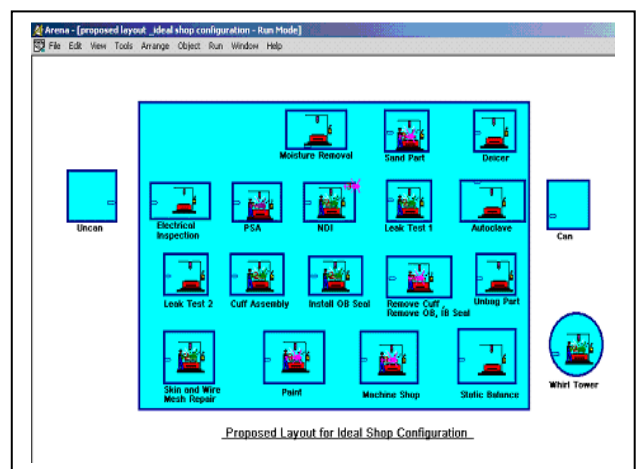 Arena - [proposed layout _ideal shop configuration - Run Mode]
File Edit View Tools Arrange Object Run Window Help
Moisture Removal
Sand Part
Deicer
Uncan
Electrical
Inspection
PSA
NDI
Leak Test 1
Autoclave
Can
Leak Test 2
Cuff Assembly
Install OB Seal
Remove Cuff ,
Remove OB, IB Seal
Unbag Part
Skin and Wire
Mesh Repair
Paint
Machine Shop
Static Balance
Whirl Tower
Proposed Layout for Ideal Shop Configuration